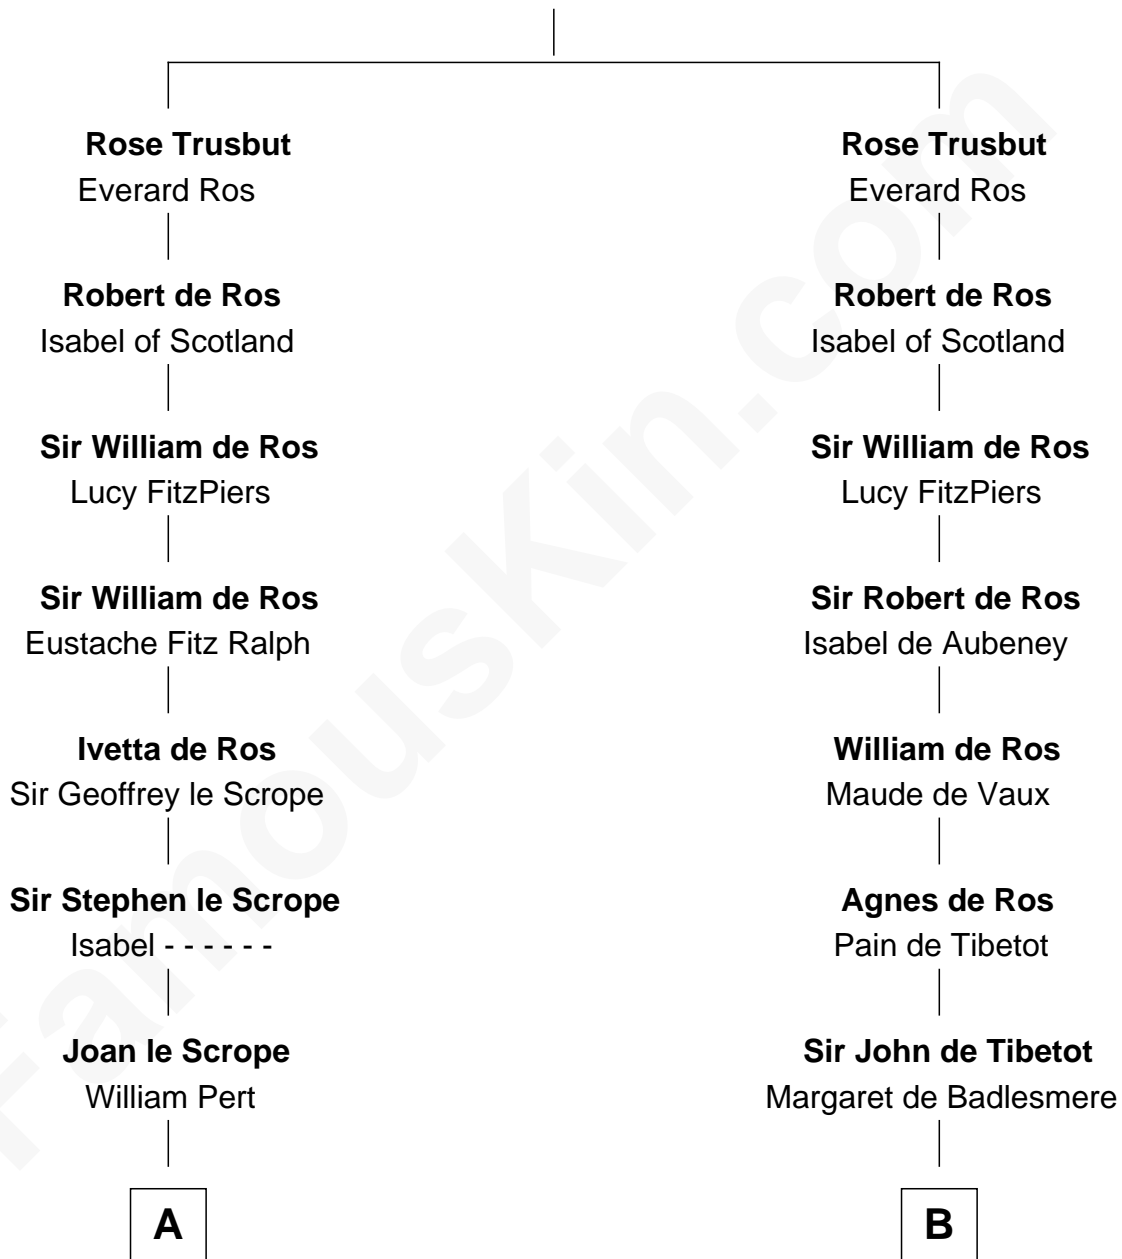 Rose Trusbut
Everard Ros
Robert de Ros
Isabel of Scotland
Sir William de Ros
Lucy FitzPiers
Sir William de Ros
Eustache Fitz Ralph
Ivetta de Ros
Sir Geoffrey le Scrope
Sir Stephen le Scrope
Isabel - - - - - -
Joan le Scrope
William Pert
A
Rose Trusbut
Everard Ros
Robert de Ros
Isabel of Scotland
Sir William de Ros
Lucy FitzPiers
Sir Robert de Ros
Isabel de Aubeney
William de Ros
Maude de Vaux
Agnes de Ros
Pain de Tibetot
Sir John de Tibetot
Margaret de Badlesmere
B
FamousKin.com